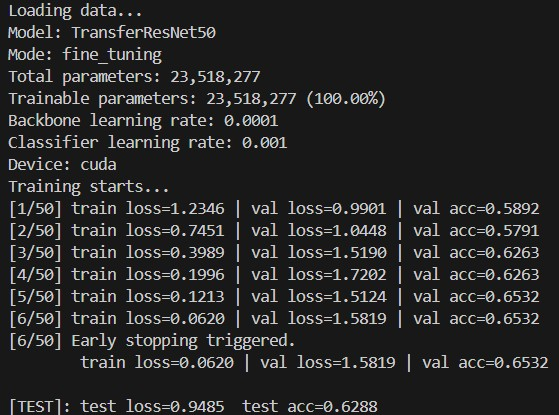 Loading data...
Model: TransferResNet50
Mode: fine_tuning
Total parameters: 23,518,277
Trainable parameters: 23,518,277 (100.00%)
Backbone learning rate: 0.0001
Classifier learning rate: 0.001
Device: cuda
Training starts...
[1/50] train loss=1.2346 | val loss=0.9901 | val acc=0.5892
[2/50] train loss=0.7451 | val loss=1.0448 | val acc=0.5791
[3/50] train loss=0.3989 | val loss=1.5190 | val acc=0.6263
[4/50] train loss=0.1996 | val loss=1.7202 | val acc=0.6263
[5/50] train loss=0.1213 | val loss=1.5124 | val acc=0.6532
[6/50] train loss=0.0620 | val loss=1.5819 | val acc=0.6532
[6/50] Early stopping triggered.
train loss=0.0620 | val loss=1.5819 | val acc=0.6532
[TEST]: test loss=0.9485  test acc=0.6288